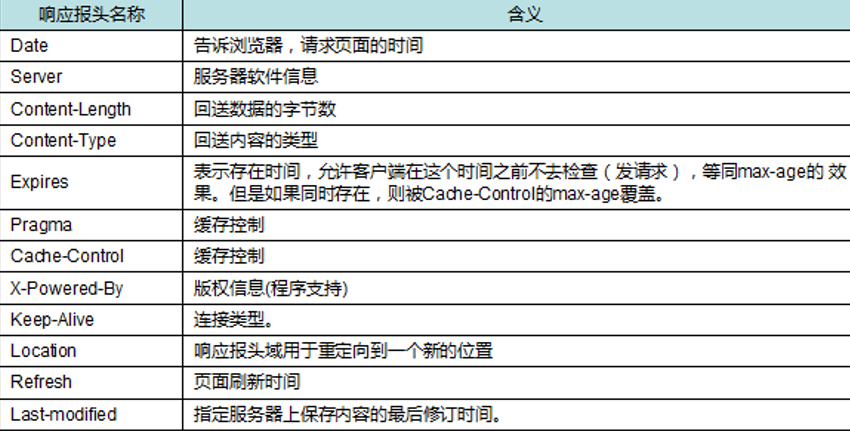 响应报头名称 含义
Date 告诉浏览器，请求页面的时间
Server 服务器软件信息
Content-Length 回送数据的字节数
Content-Type 回送内容的类型
Expires 表示存在时间，允许客户端在这个时间之前不去检查（发请求），等同max-age的 效
果。但是如果同时存在，则被Cache-Control的max-age覆盖。
Pragma 缓存控制
Cache-Control 缓存控制
X-Powered-By 版权信息(程序支持)
Keep-Alive 连接类型。
Location 响应报头域用于重定向到一个新的位置
Refresh 页面刷新时间
Last-modified 指定服务器上保存内容的最后修订时间。